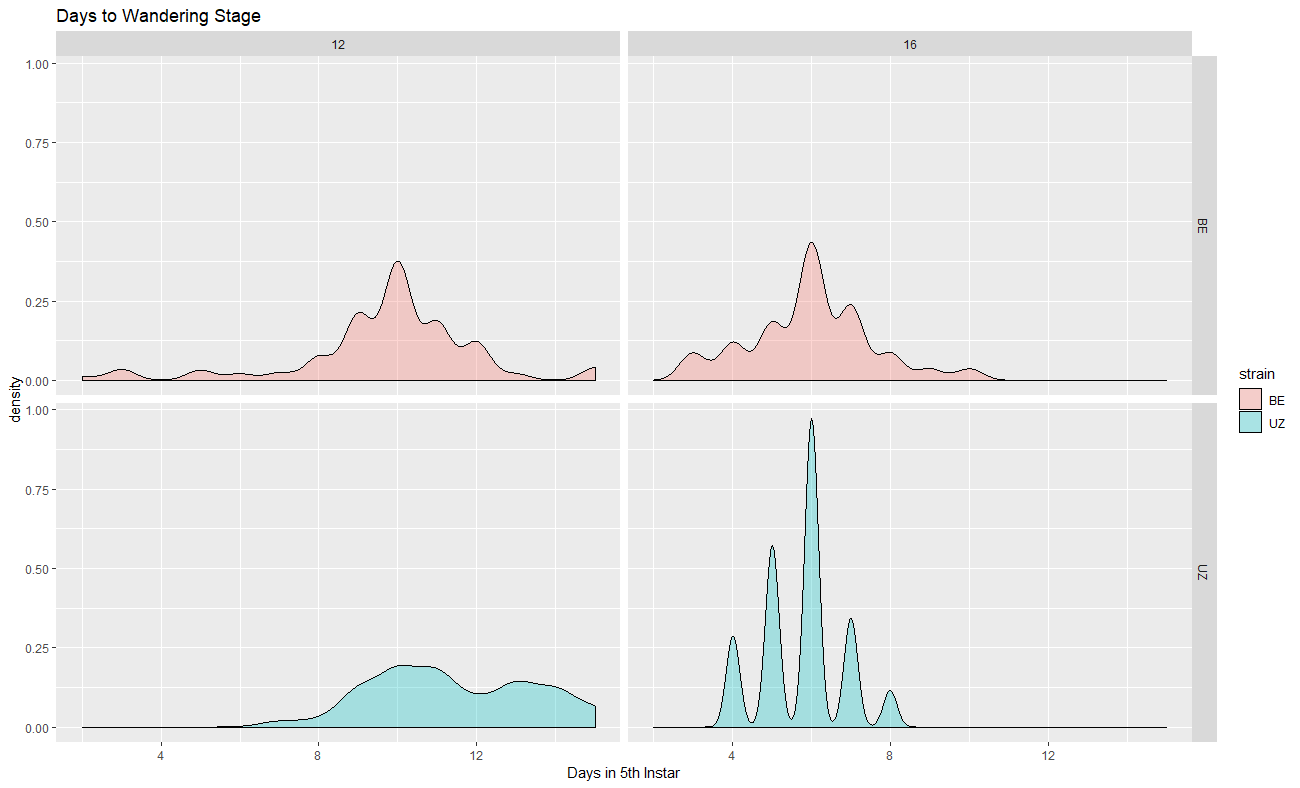 Days to Wandering Stage
12 16
1.00
0.75
0.50
0.25
0.00
BE
1.00
0.75
0.50
0.25
0.00
UZ
density
4 8 12 4 8 12
Days in 5th Instar
strain
BE
UZ